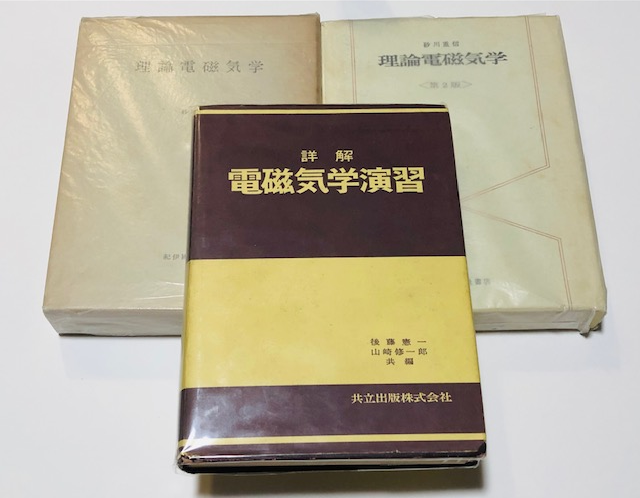 理論電磁気学
紀伊
砂川重信
理論電磁気学
〈第2版〉
詳解
電磁気学演習
後藤憲一
山崎修一郎
共編
共立出版株式会社